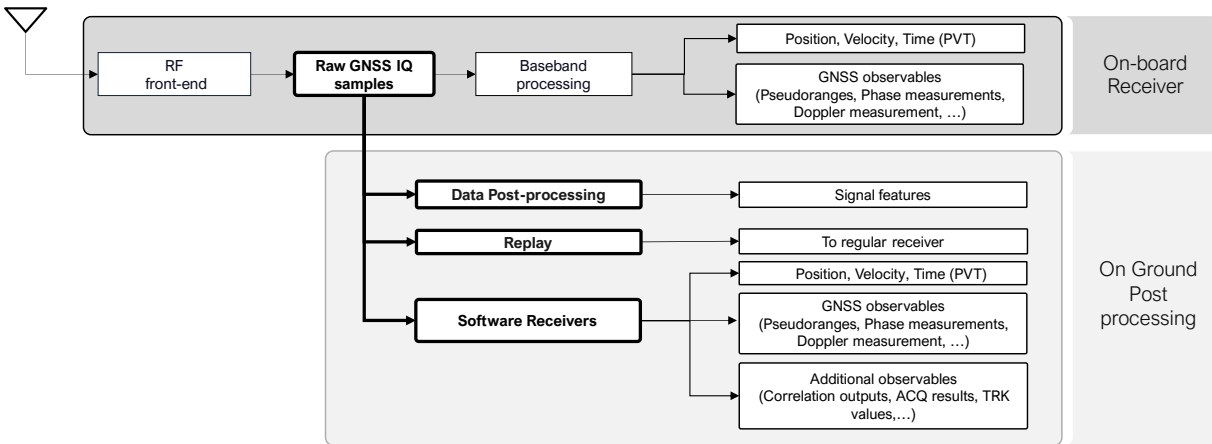 RF
front-end
Raw GNSS IQ
samples
Baseband
processing
Position, Velocity, Time (PVT)
GNSS observables
(Pseudoranges, Phase measurements,
Doppler measurement, …)
On-board
Receiver
Data Post-processing
Signal features
Replay
To regular receiver
Software Receivers
Position, Velocity, Time (PVT)
GNSS observables
(Pseudoranges, Phase measurements,
Doppler measurement, …)
Additional observables
(Correlation outputs, ACQ results, TRK
values,…)
On Ground
Post
processing